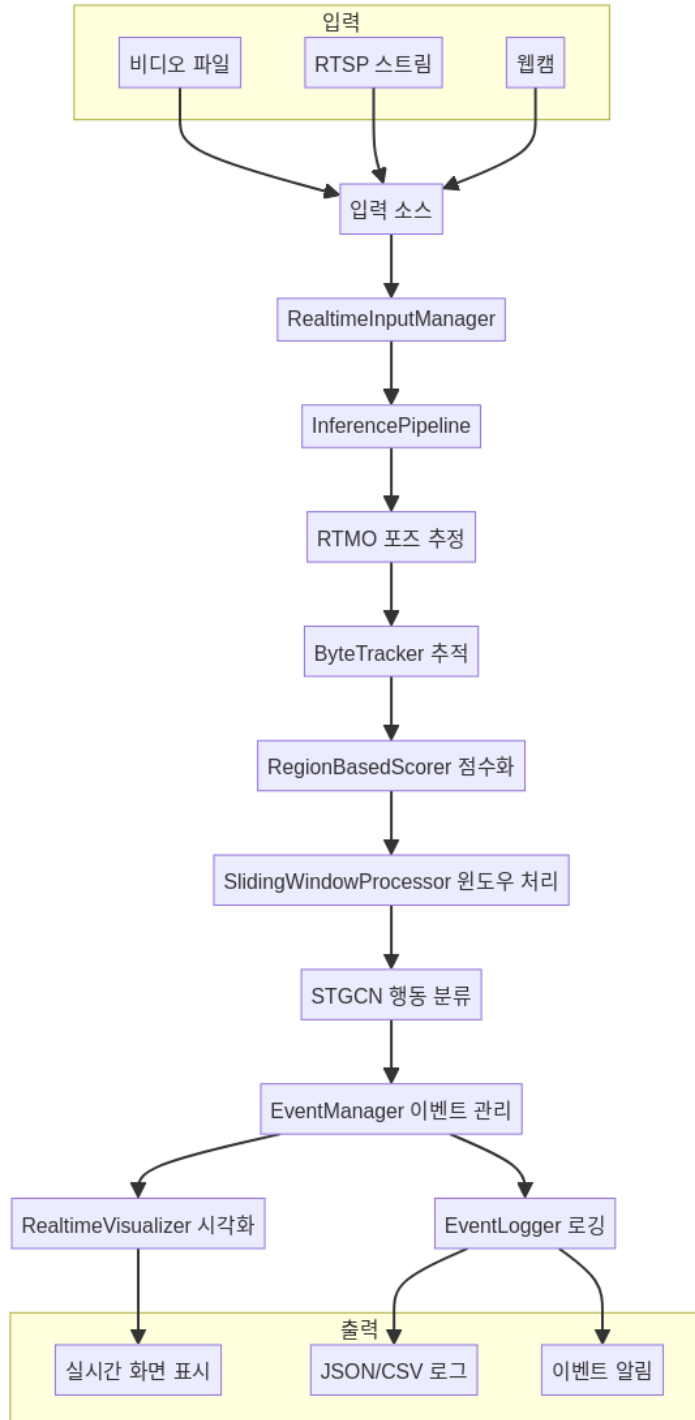 입력
비디오 파일
RTSP 스트림
웹캠
입력 소스
RealtimeInputManager
InferencePipeline
RTMO 포즈 추정
ByteTracker 추적
RegionBasedScorer 점수화
SlidingWindowProcessor 윈도우 처리
STGCN 행동 분류
EventManager 이벤트 관리
RealtimeVisualizer 시각화
EventLogger 로깅
출력
실시간 화면 표시
JSON/CSV 로그
이벤트 알림